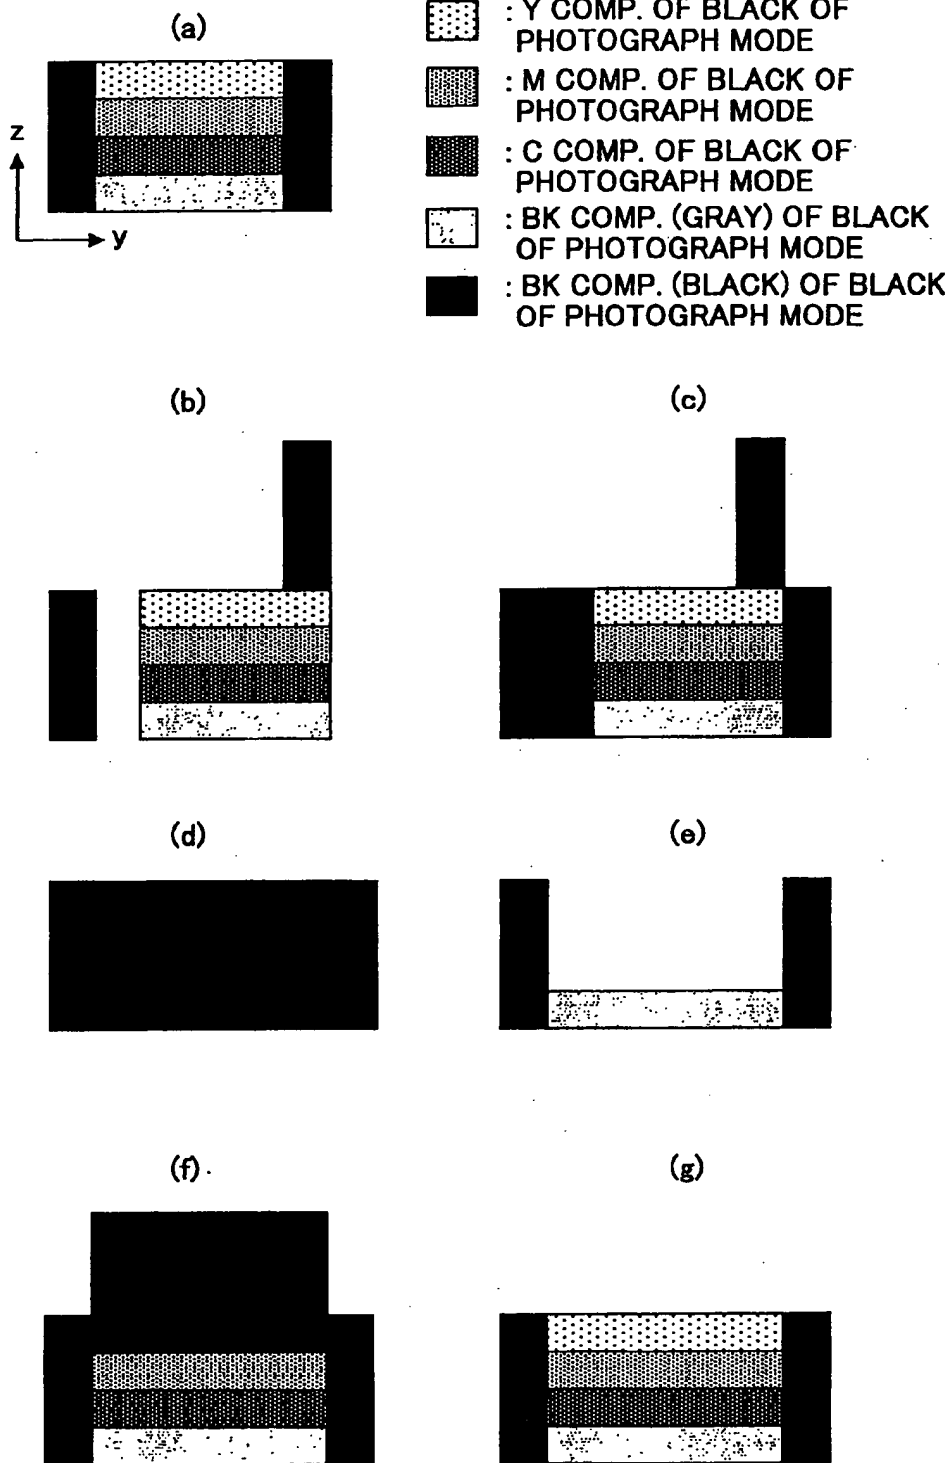 (a)
: Y COMP. OF BLACK OF
PHOTOGRAPH MODE
: M COMP. OF BLACK OF
PHOTOGRAPH MODE
: C COMP. OF BLACK OF
PHOTOGRAPH MODE
: BK COMP. (GRAY) OF BLACK
OF PHOTOGRAPH MODE
: BK COMP. (BLACK) OF BLACK
OF PHOTOGRAPH MODE
z
y
(b)
(c)
(d)
(e)
(f)
(g)